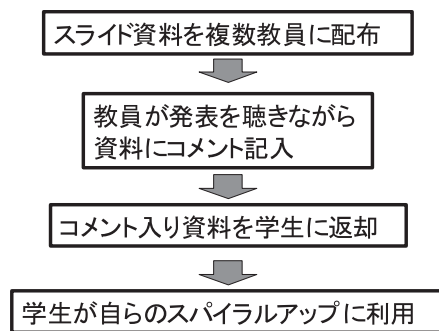 スライド資料を複数教員に配布
教員が発表を聴きながら
資料にコメント記入
コメント入り資料を学生に返却
学生が自らのスパイラルアップに利用